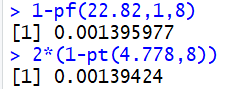 > 1-pf(22.82,1,8)
[1] 0.001395977
> 2*(1-pt(4.778,8))
[1] 0.00139424